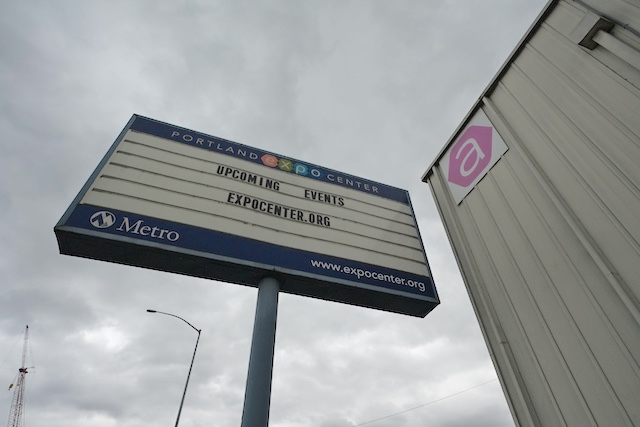 PORTLAND expo CENTER
UPCOMING EVENTS
EXPOCENTER.ORG
Metro
www.expocenter.org
a